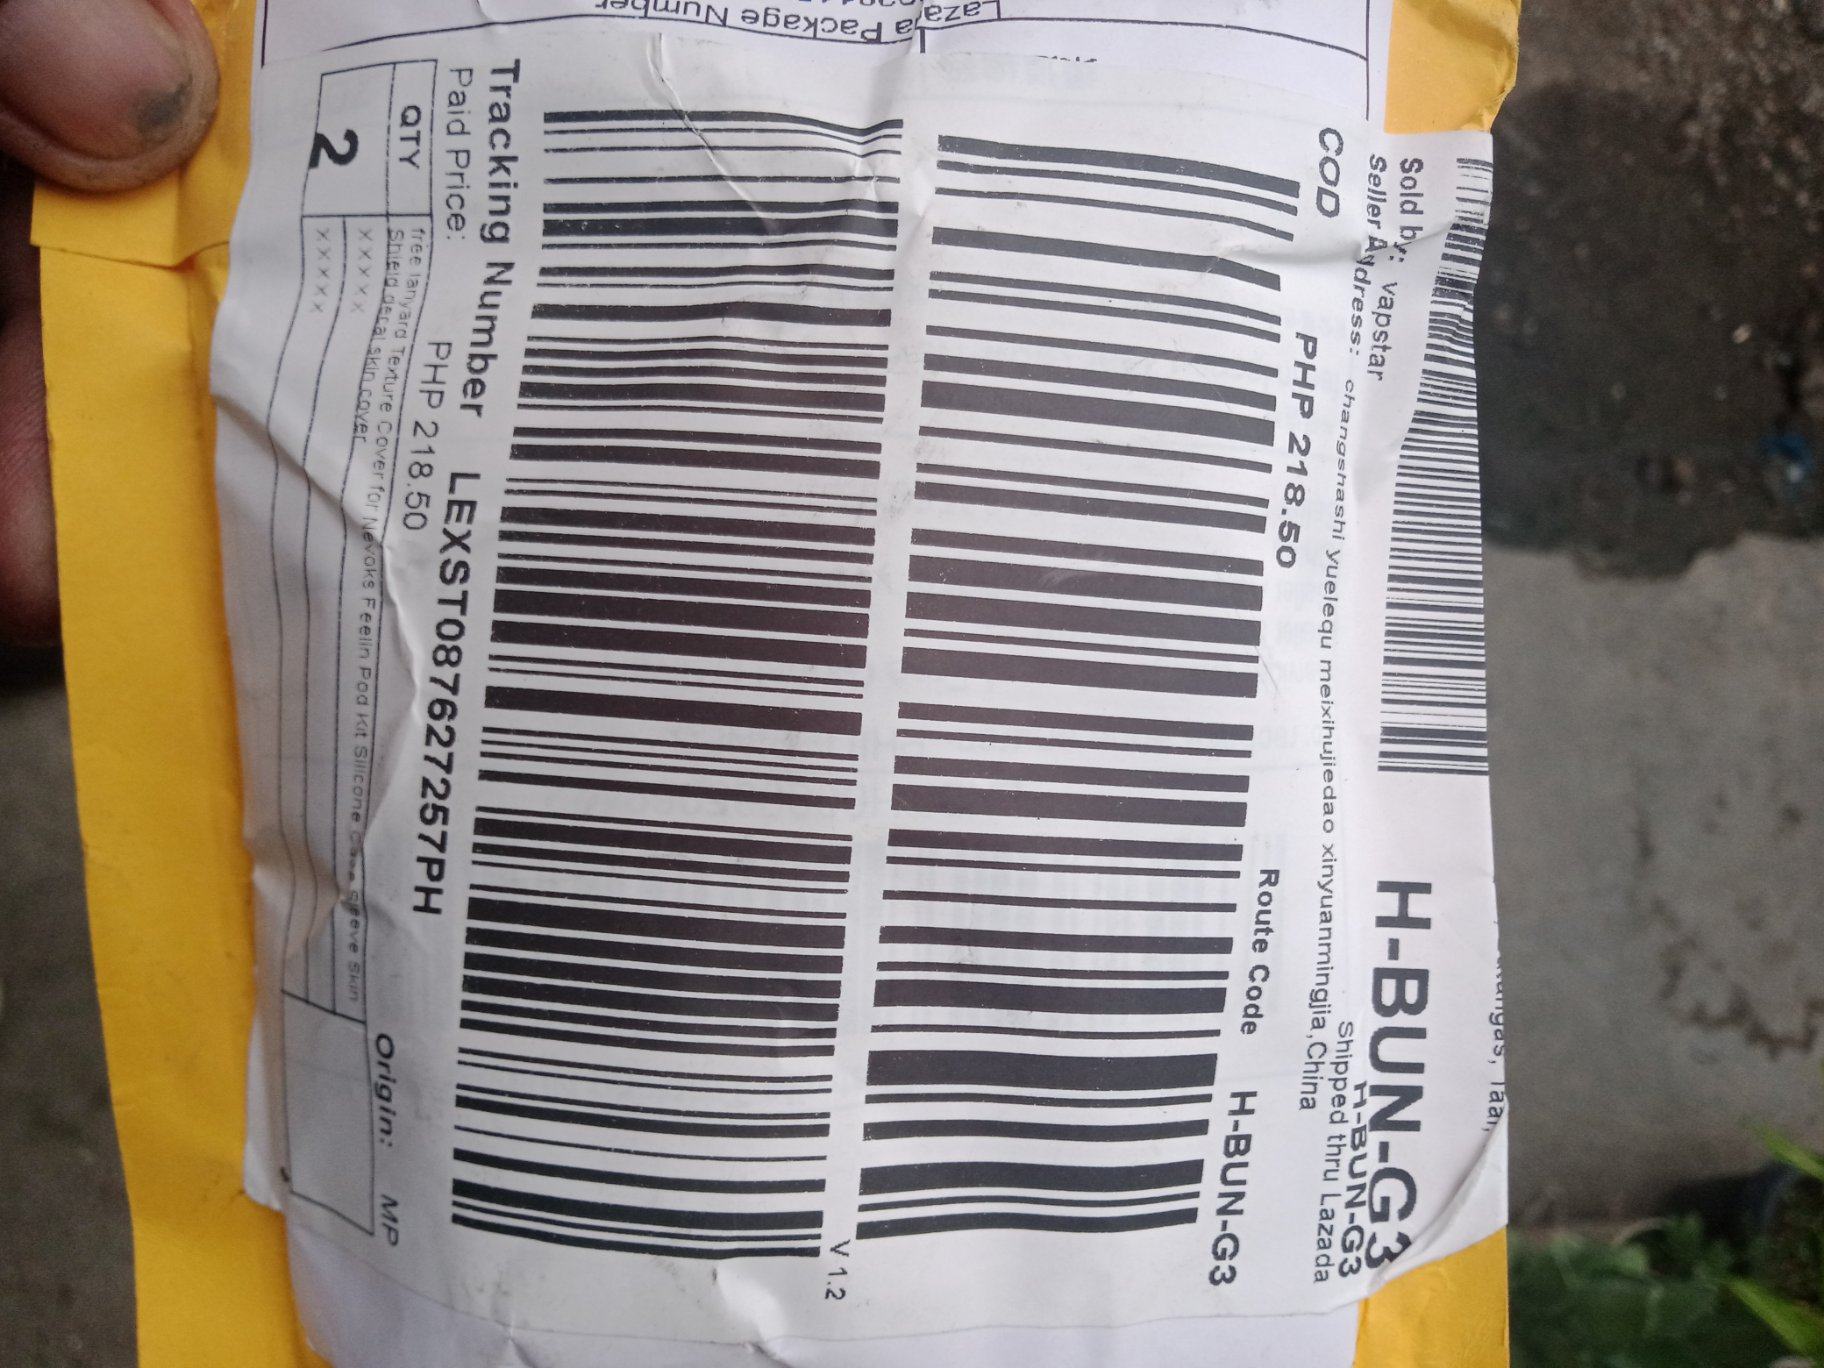 Lazada Package Number
H-BUN-G3
H-BUN-G3
Sold by: vapstar
Shipped thru Lazada
Seller Address: changshashi yuelequ meixihujiedao xinyuanmingjia,China
COD
PHP 218.50
Route Code
H-BUN-G3
V 1.2
Tracking Number LEXST087627257PH
Paid Price: PHP 218.50
Origin: MP
QTY
free lanyard Texture Cover for Nevoks Feelin Pod Kit Silicone Case Sleeve Skin
Shield skin cover
2
xxxxx
xxxxx